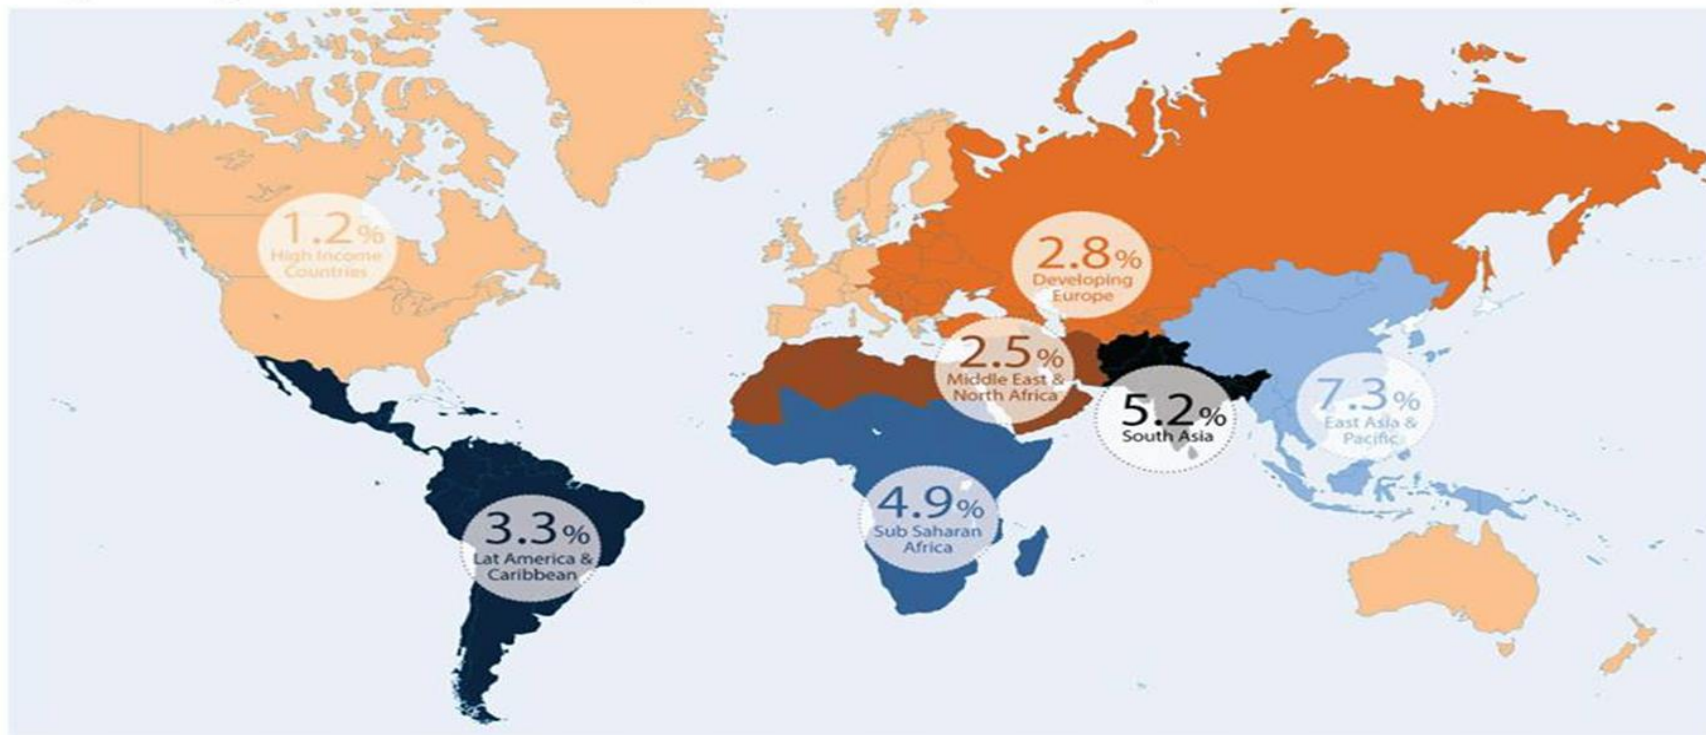 1.2%
High Income
Countries
2.8%
Developing
Europe
2.5%
Middle East &
North Africa
5.2%
South Asia
7.3%
East Asia &
Pacific
4.9%
Sub Saharan
Africa
3.3%
Lat America &
Caribbean